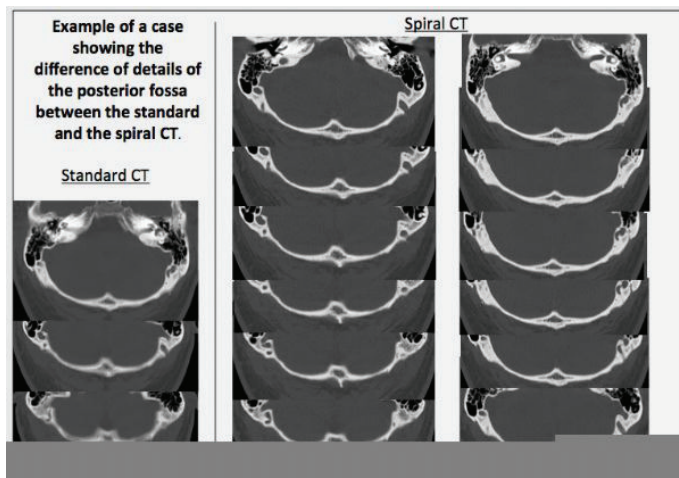 Example of a case
showing the
difference of details of
the posterior fossa
between the standard
and the spiral CT.
Standard CT
Spiral CT